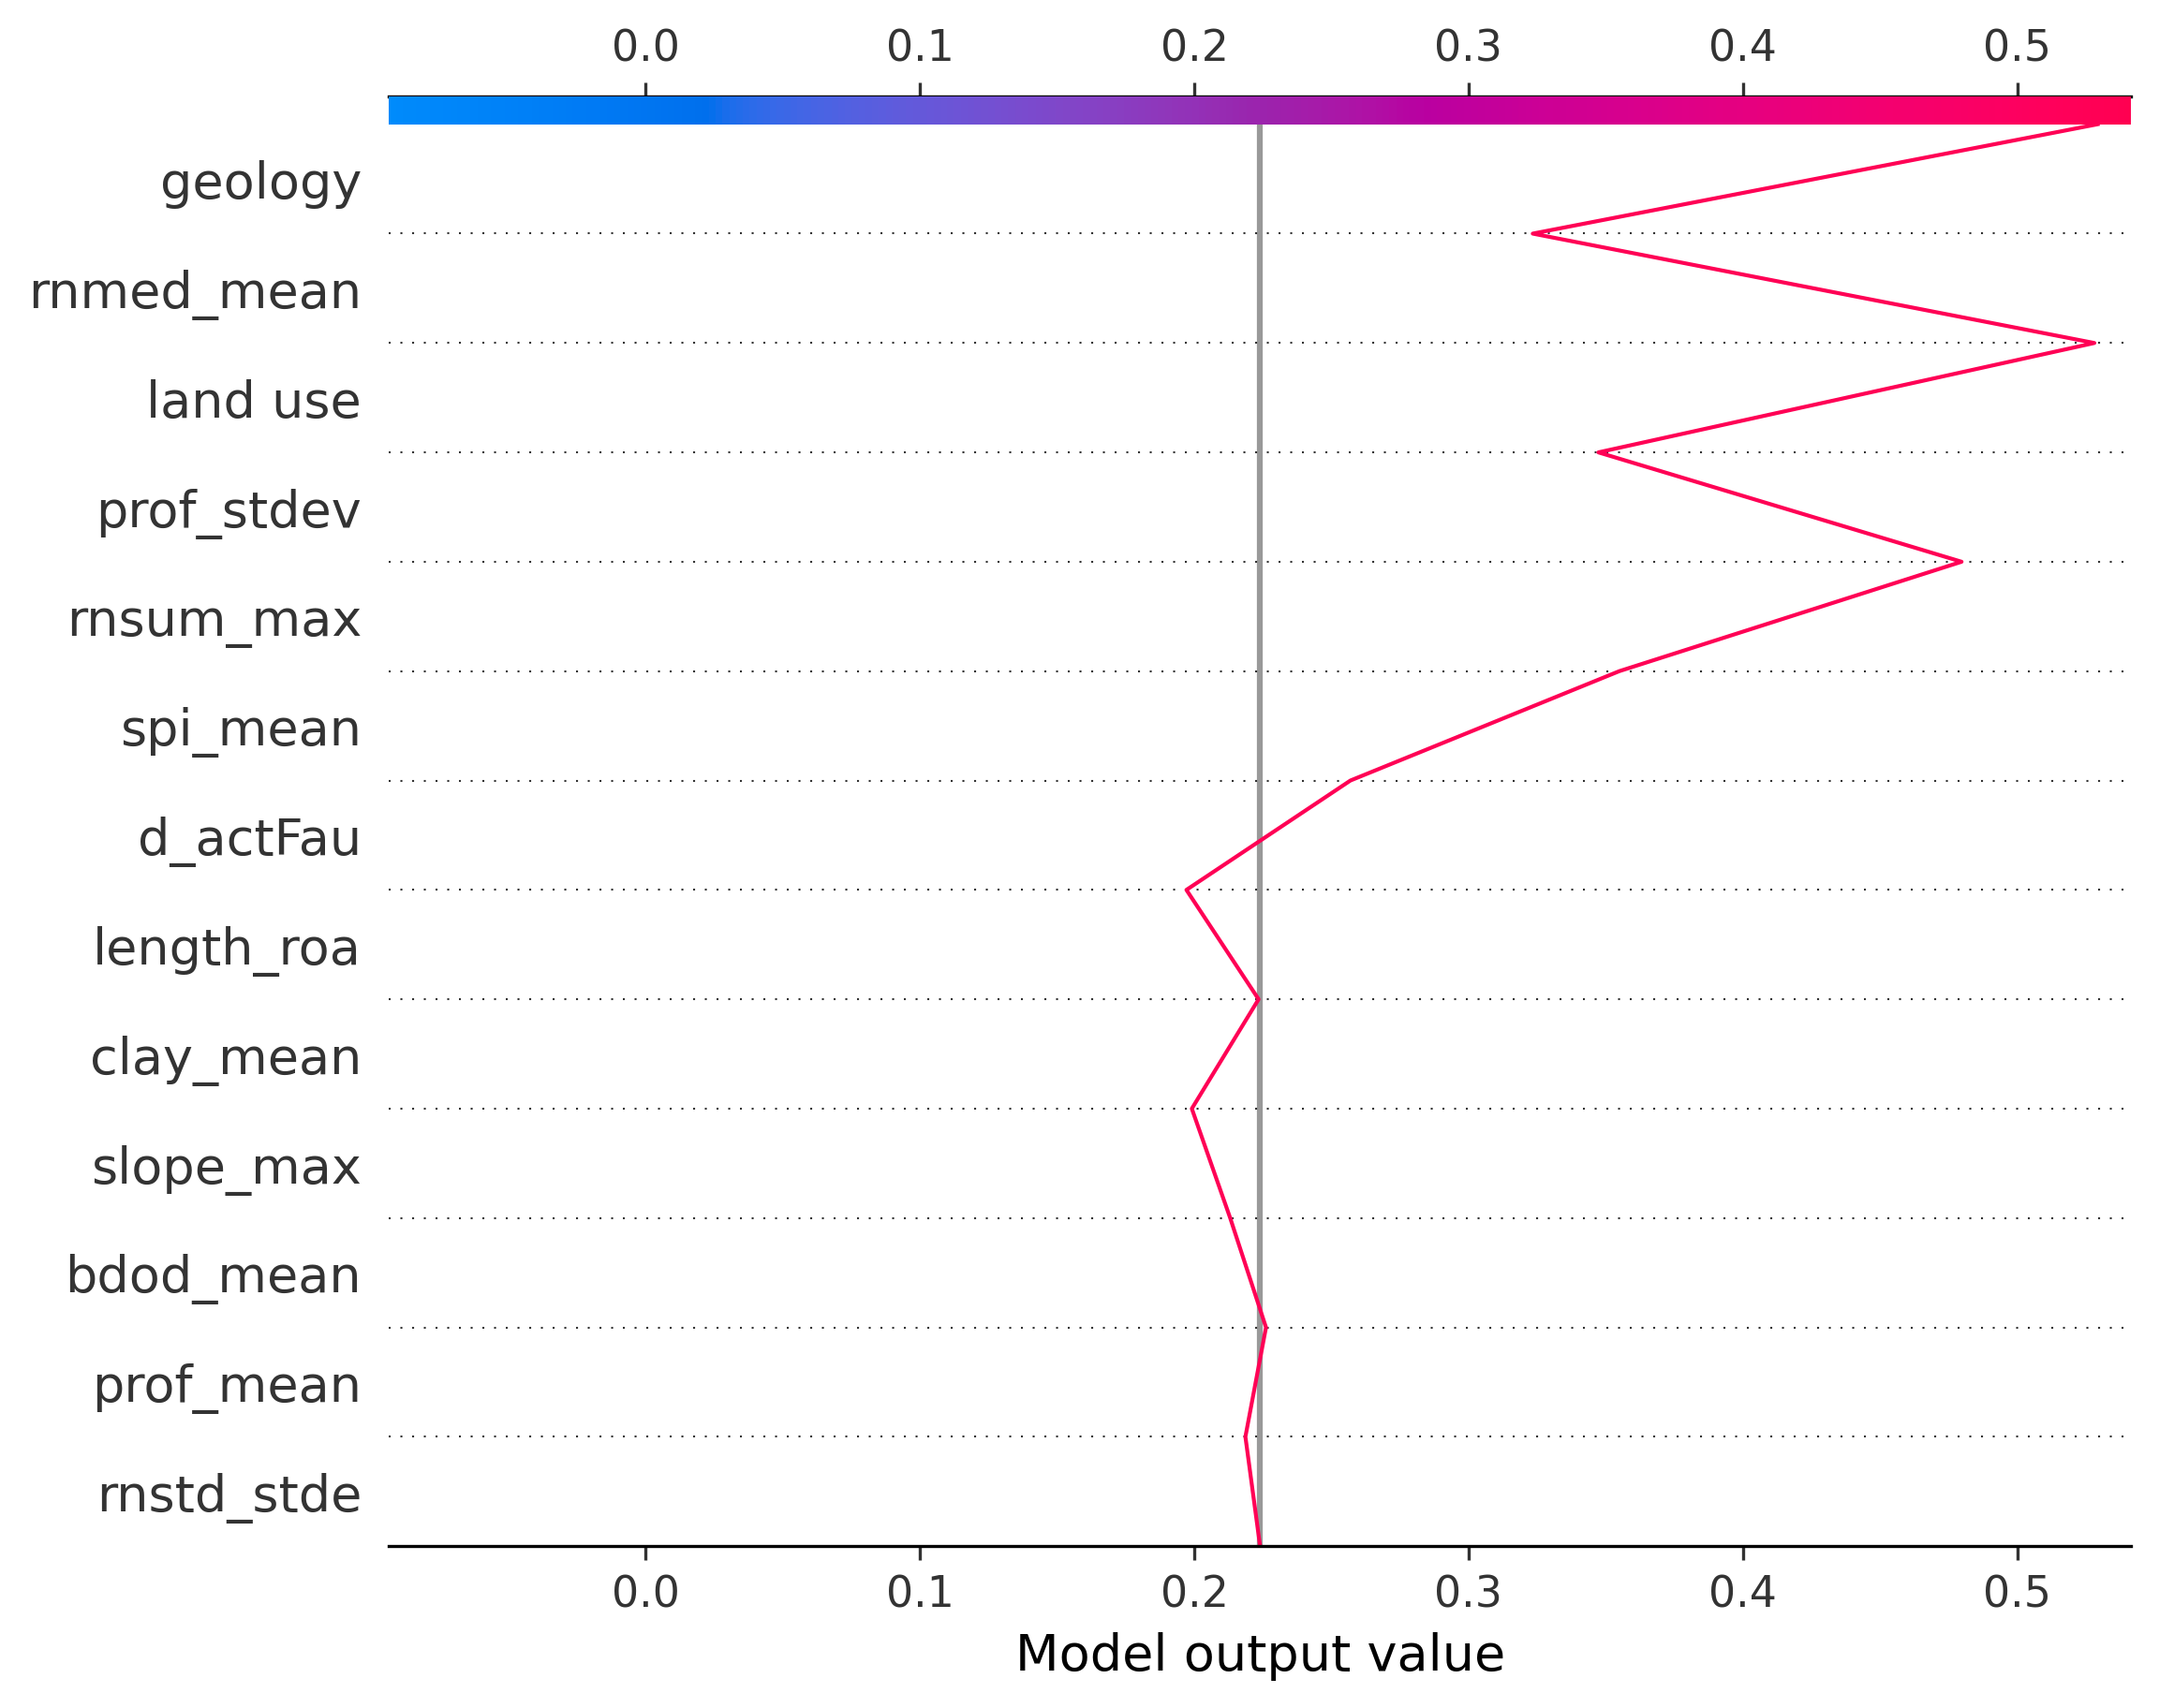 0.0 0.1 0.2 0.3 0.4 0.5
geology
rnmed_mean
land use
prof_stdev
rnsum_max
spi_mean
d_actFau
length_roa
clay_mean
slope_max
bdod_mean
prof_mean
rnstd_stde
0.0 0.1 0.2 0.3 0.4 0.5
Model output value